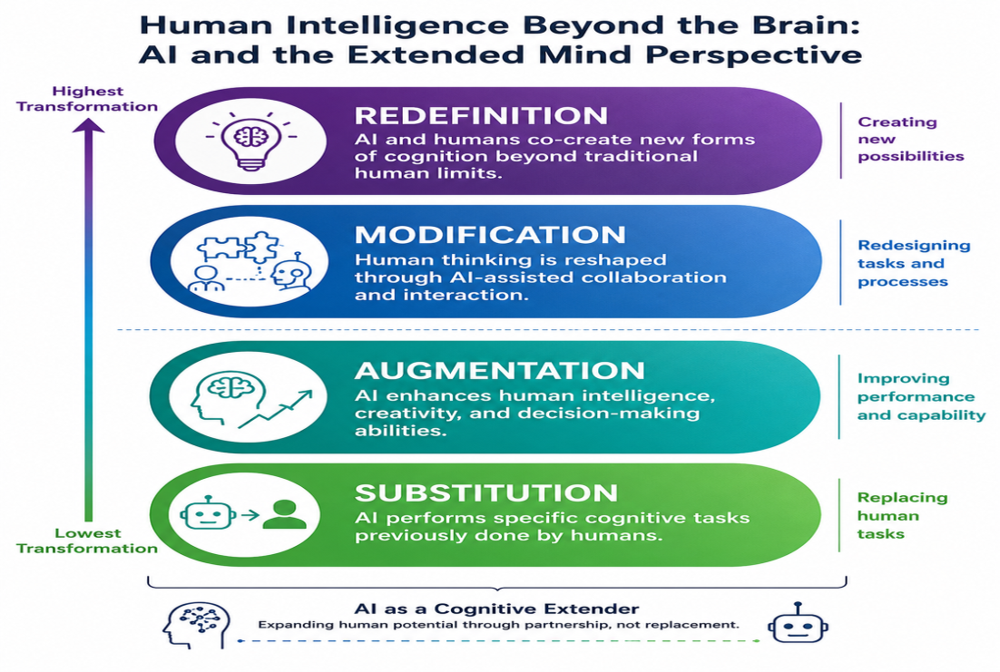 Human Intelligence Beyond the Brain:
AI and the Extended Mind Perspective
Highest
Transformation
REDEFINITION
AI and humans co-create new forms
of cognition beyond traditional
human limits.
Creating
new
possibilities
MODIFICATION
Human thinking is reshaped
through AI-assisted collaboration
and interaction.
Redesigning
tasks and
processes
AUGMENTATION
AI enhances human intelligence,
creativity, and decision-making
abilities.
Improving
performance
and capability
SUBSTITUTION
AI performs specific cognitive tasks
previously done by humans.
Replacing
human
tasks
Lowest
Transformation
AI as a Cognitive Extender
Expanding human potential through partnership, not replacement.